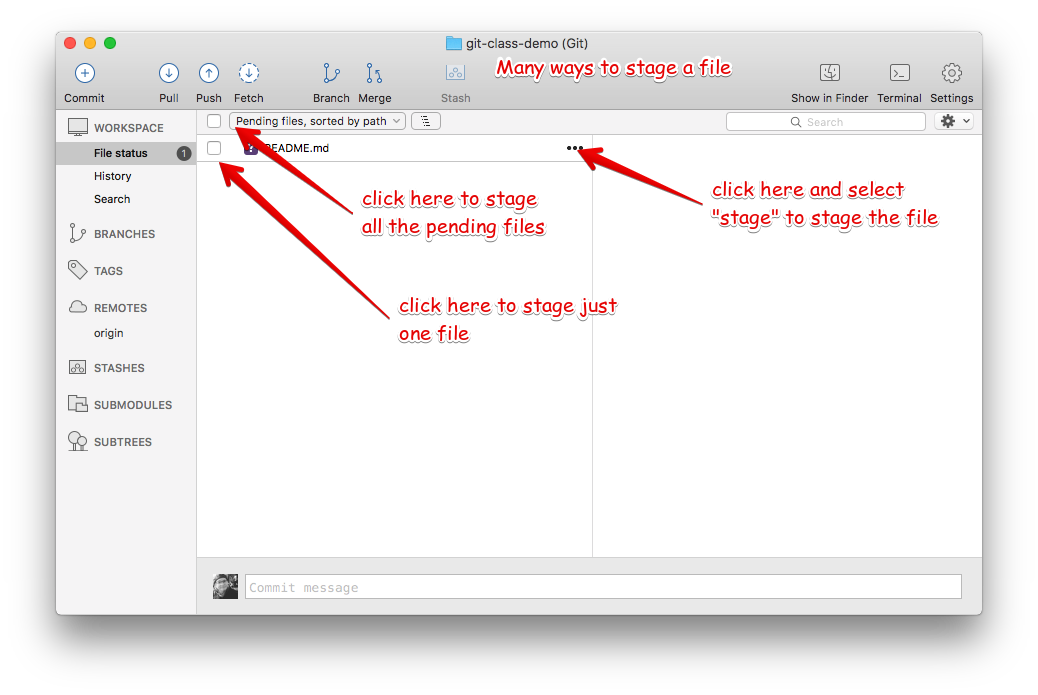 git-class-demo (Git)
Many ways to stage a file
Commit Pull Push Fetch Branch Merge Stash Show in Finder Terminal Settings
WORKSPACE
Pending files, sorted by path
Search
File status 1
README.md
History
Search
click here to stage
all the pending files
click here and select
"stage" to stage the file
BRANCHES
TAGS
REMOTES
origin
click here to stage just
one file
STASHES
SUBMODULES
SUBTREES
Commit message